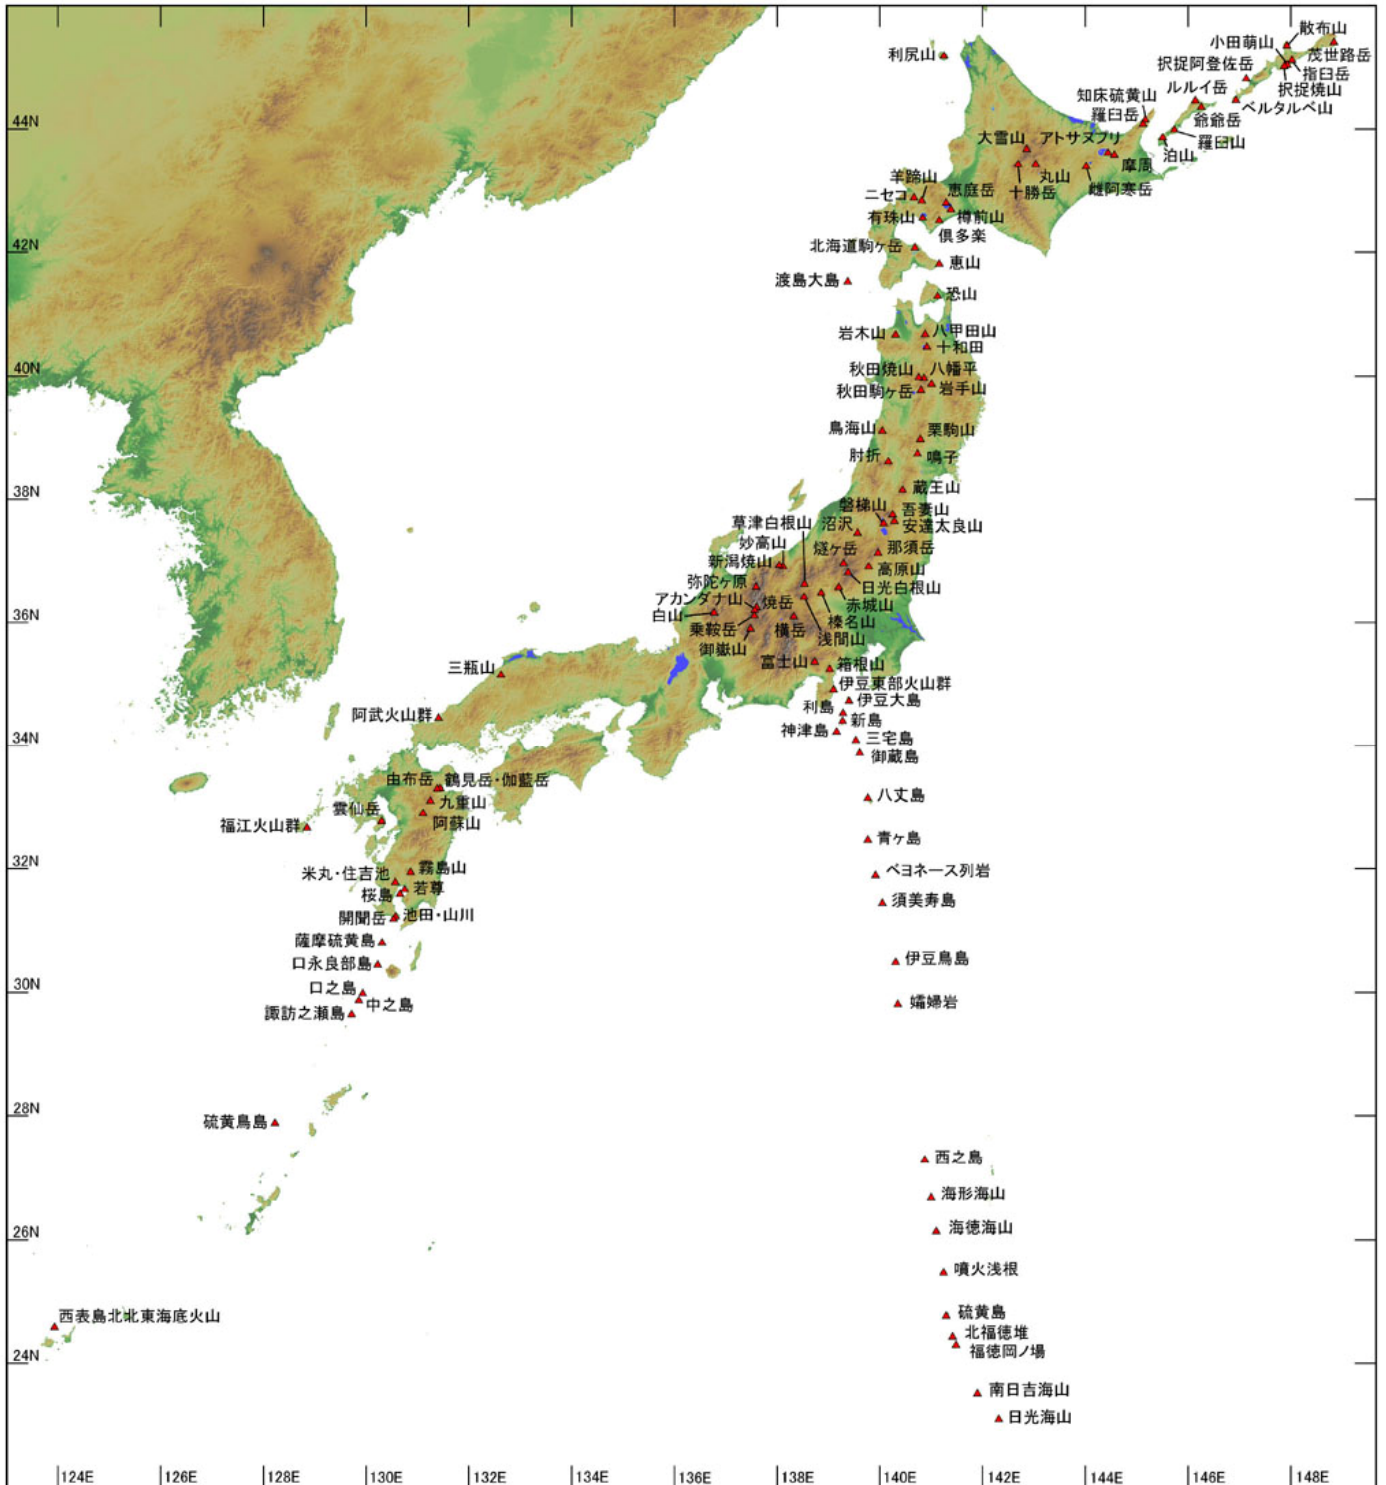 散布山
小田萌山
利尻山
茂世路岳
択捉阿登佐岳
指臼岳
ルルイ岳
択捉焼山
知床硫黄山
ベルタルベ山
羅臼岳
爺爺岳
44N
大雪山
アトサヌプリ
羅臼山
泊山
摩周
羊蹄山
丸山
恵庭岳
十勝岳
雌阿寒岳
ニセコ
有珠山
樽前山
倶多楽
42N
北海道駒ヶ岳
恵山
渡島大島
恐山
岩木山
八甲田山
十和田
40N
秋田焼山
八幡平
秋田駒ヶ岳
岩手山
鳥海山
栗駒山
肘折
鳴子
38N
蔵王山
磐梯山
吾妻山
草津白根山
沼沢
安達太良山
妙高山
燧ヶ岳
那須岳
新潟焼山
高原山
弥陀ヶ原
日光白根山
アカンダナ山
焼岳
赤城山
36N
白山
榛名山
乗鞍岳
横岳
浅間山
御嶽山
富士山
箱根山
三瓶山
伊豆東部火山群
伊豆大島
利島
阿武火山群
新島
神津島
34N
三宅島
御蔵島
由布岳
鶴見岳・伽藍岳
八丈島
九重山
雲仙岳
福江火山群
阿蘇山
青ヶ島
32N
霧島山
米丸・住吉池
ベヨネース列岩
若尊
桜島
須美寿島
開聞岳
池田・山川
薩摩硫黄島
口永良部島
伊豆鳥島
30N
口之島
中之島
諏訪之瀬島
孀婦岩
28N
硫黄鳥島
西之島
海形海山
26N
海徳海山
噴火浅根
西表島北北東海底火山
硫黄島
北福徳堆
24N
福徳岡ノ場
南日吉海山
日光海山
124E
126E
128E
130E
132E
134E
136E
138E
140E
142E
144E
146E
148E